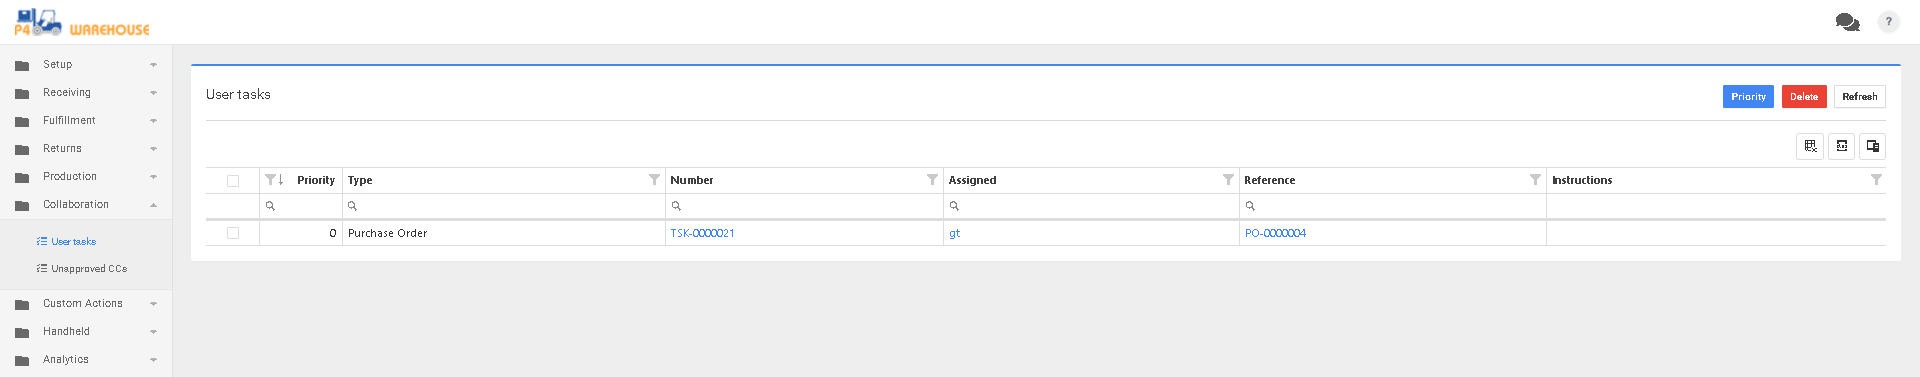 P4 WAREHOUSE
?
Setup
Receiving
Fulfillment
Returns
Production
Collaboration
User tasks
Unapproved CCs
Custom Actions
Handheld
Analytics
User tasks
Priority Delete Refresh
Priority Type Number Assigned Reference Instructions
0 Purchase Order TSK-0000021 gt PO-0000004